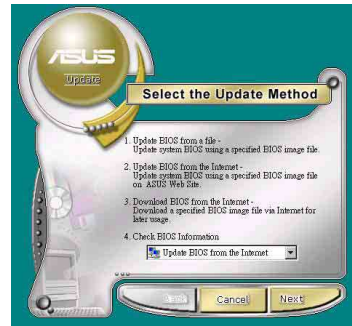 ASUS
Update
Select the Update Method
1. Update BIOS from a file -
Update system BIOS using a specified BIOS image file.
2. Update BIOS from the Internet -
Update system BIOS using a specified BIOS image file
on ASUS Web Site.
3. Download BIOS from the Internet -
Download a specified BIOS image file via Internet for
later usage.
4. Check BIOS Information
Update BIOS from the Internet
Back
Cancel
Next